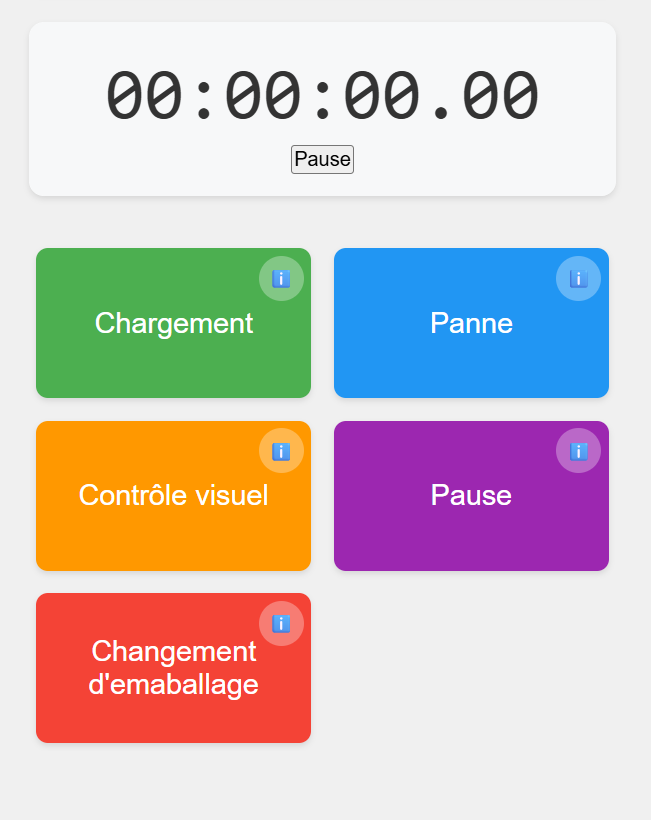 00:00:00.00
Pause
Chargement
Panne
Contrôle visuel
Pause
Changement
d'emaballage